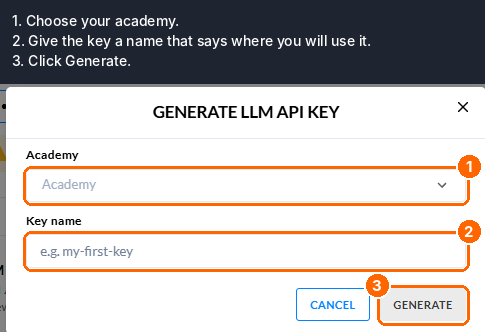 1. Choose your academy.
2. Give the key a name that says where you will use it.
3. Click Generate.
GENERATE LLM API KEY
Academy
Academy
1
Key name
e.g. my-first-key
2
3
CANCEL
GENERATE